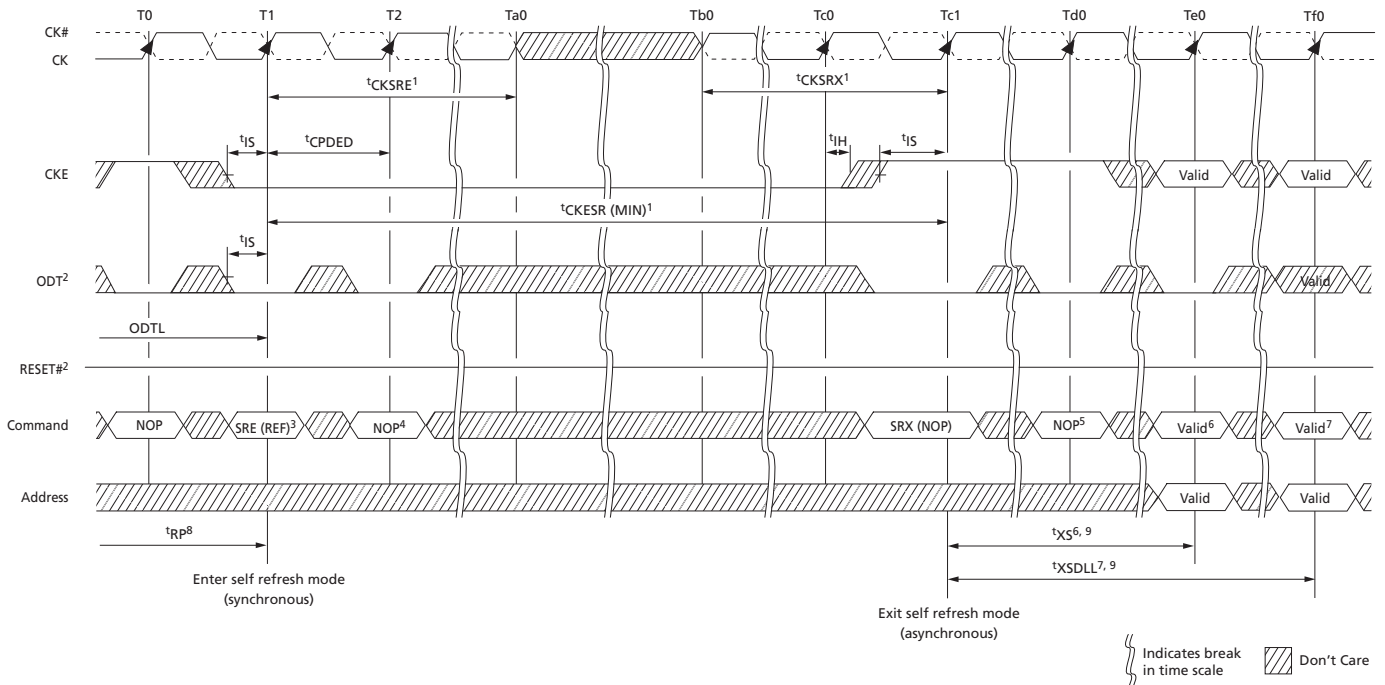 T0 T1 T2 Ta0 Tb0 Tc0 Tc1 Td0 Te0 Tf0
CK#
CK
tCKSRE1 tCKSRX1
tIS tCPDED tIH tIS
CKE Valid Valid
tCKESR (MIN)1
tIS
ODT2 Valid
ODTL
RESET#2
Command NOP SRE (REF)3 NOP4 SRX (NOP) NOP5 Valid6 Valid7
Address Valid Valid
tRP8 tXS6, 9
Enter self refresh mode
(synchronous)
tXSDLL7, 9
Exit self refresh mode
(asynchronous)
Indicates break
in time scale
Don't Care